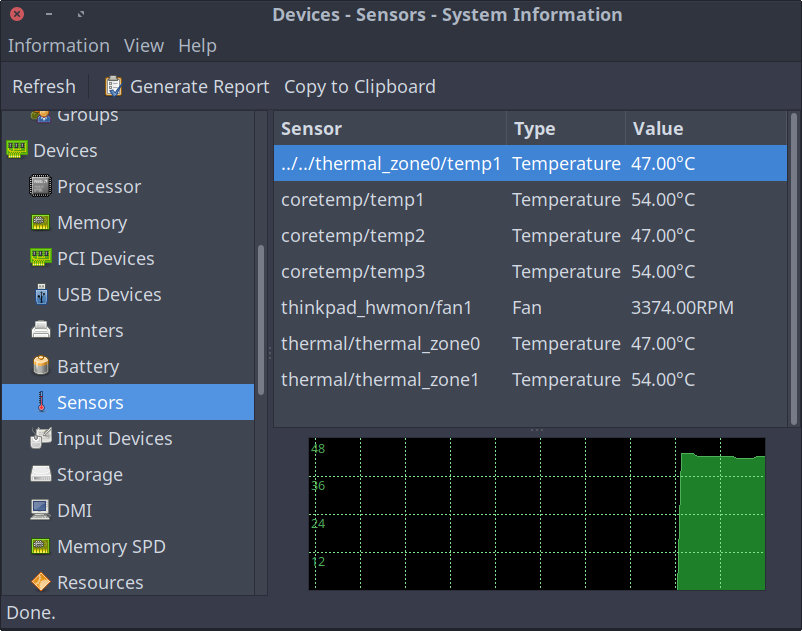 Devices - Sensors - System Information
Information View Help
Refresh Generate Report Copy to Clipboard
Groups
Devices
Processor
Memory
PCI Devices
USB Devices
Printers
Battery
Sensors
Input Devices
Storage
DMI
Memory SPD
Resources
Sensor Type Value
../../thermal_zone0/temp1 Temperature 47.00°C
coretemp/temp1 Temperature 54.00°C
coretemp/temp2 Temperature 47.00°C
coretemp/temp3 Temperature 54.00°C
thinkpad_hwmon/fan1 Fan 3374.00RPM
thermal/thermal_zone0 Temperature 47.00°C
thermal/thermal_zone1 Temperature 54.00°C
48
36
24
12
Done.